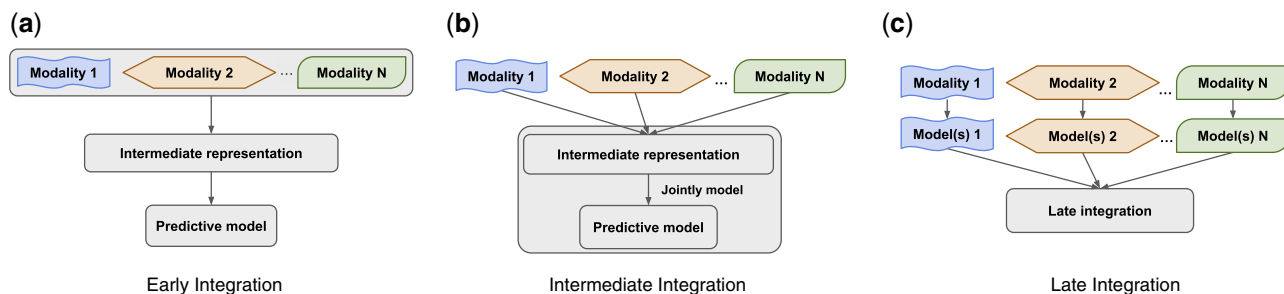 (a)
Modality 1
Modality 2
...
Modality N
Intermediate representation
Predictive model
Early Integration
(b)
Modality 1
Modality 2
...
Modality N
Intermediate representation
Jointly model
Predictive model
Intermediate Integration
(c)
Modality 1
Modality 2
...
Modality N
Model(s) 1
Model(s) 2
...
Model(s) N
Late integration
Late Integration